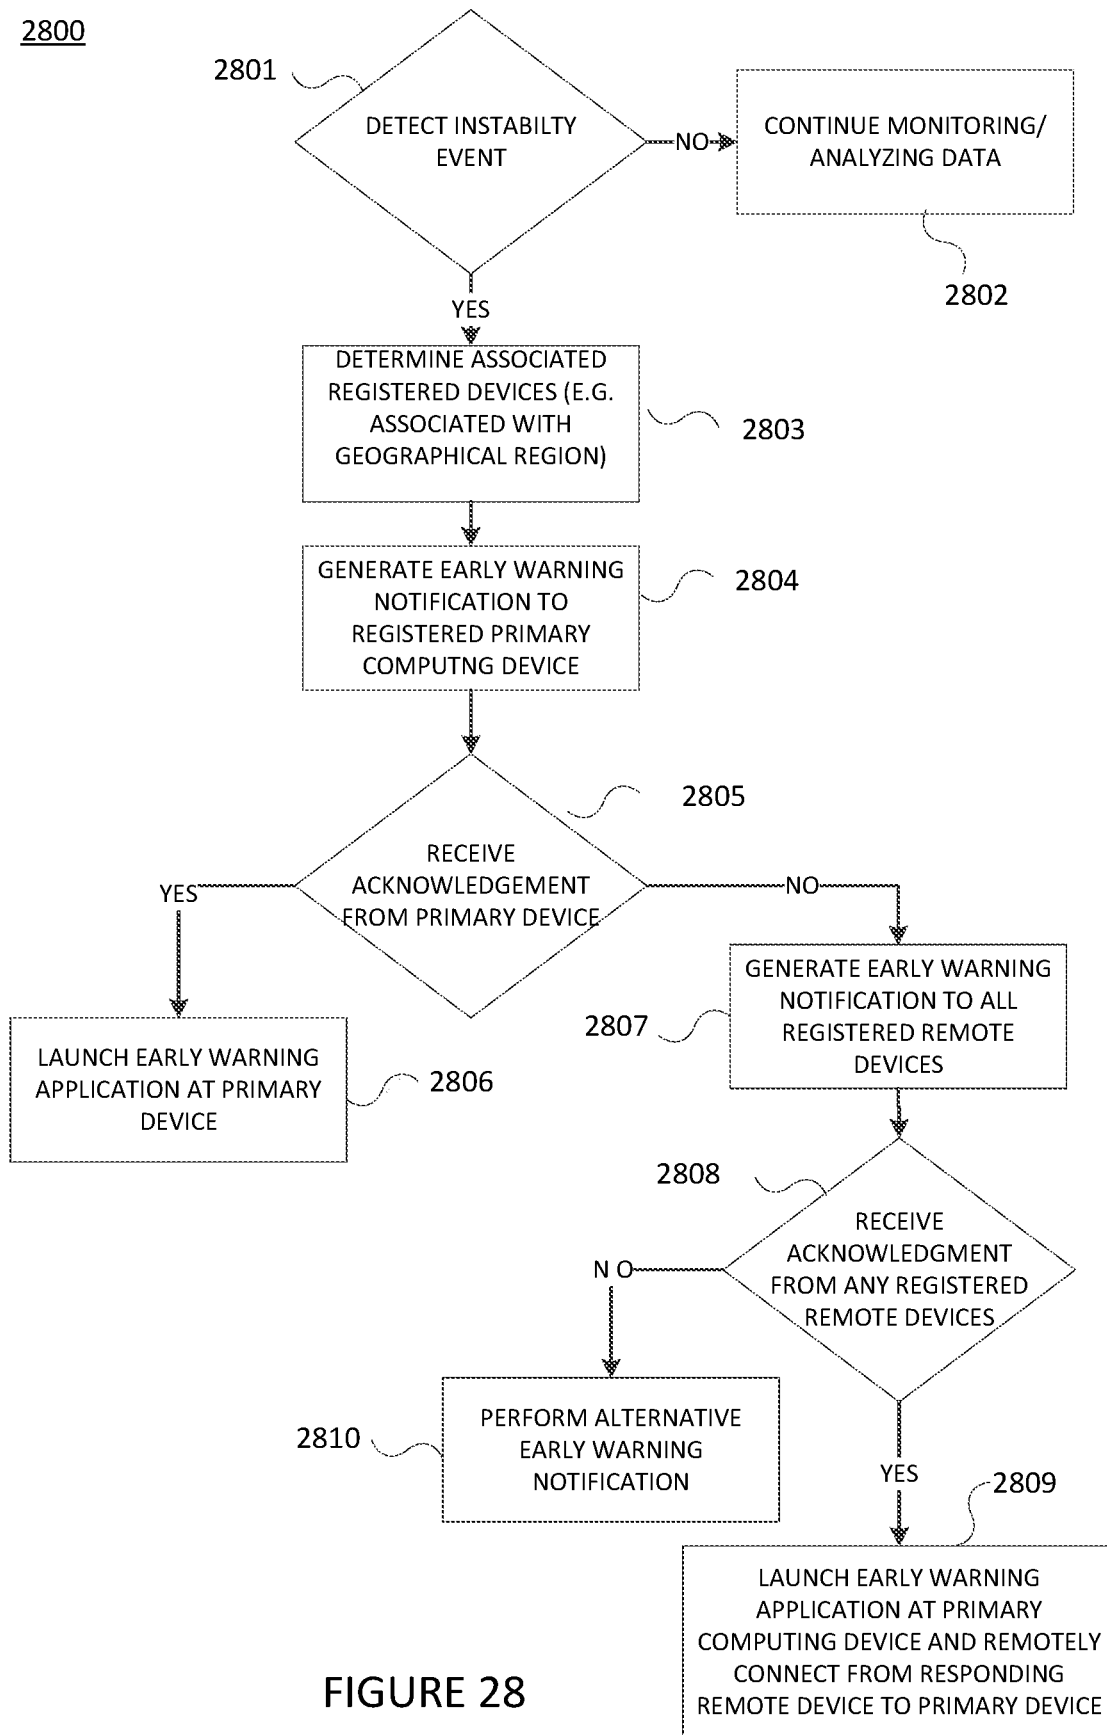 2800
2801
DETECT INSTABILTY
EVENT
NO
CONTINUE MONITORING/
ANALYZING DATA
2802
YES
DETERMINE ASSOCIATED
REGISTERED DEVICES (E.G.
ASSOCIATED WITH
GEOGRAPHICAL REGION)
2803
GENERATE EARLY WARNING
NOTIFICATION TO
REGISTERED PRIMARY
COMPUTNG DEVICE
2804
2805
RECEIVE
ACKNOWLEDGEMENT
FROM PRIMARY DEVICE
YES
NO
LAUNCH EARLY WARNING
APPLICATION AT PRIMARY
DEVICE
2806
GENERATE EARLY WARNING
NOTIFICATION TO ALL
REGISTERED REMOTE
DEVICES
2807
2808
RECEIVE
ACKNOWLEDGMENT
FROM ANY REGISTERED
REMOTE DEVICES
N O
PERFORM ALTERNATIVE
EARLY WARNING
NOTIFICATION
2810
YES
2809
LAUNCH EARLY WARNING
APPLICATION AT PRIMARY
COMPUTING DEVICE AND REMOTELY
CONNECT FROM RESPONDING
REMOTE DEVICE TO PRIMARY DEVICE
FIGURE 28